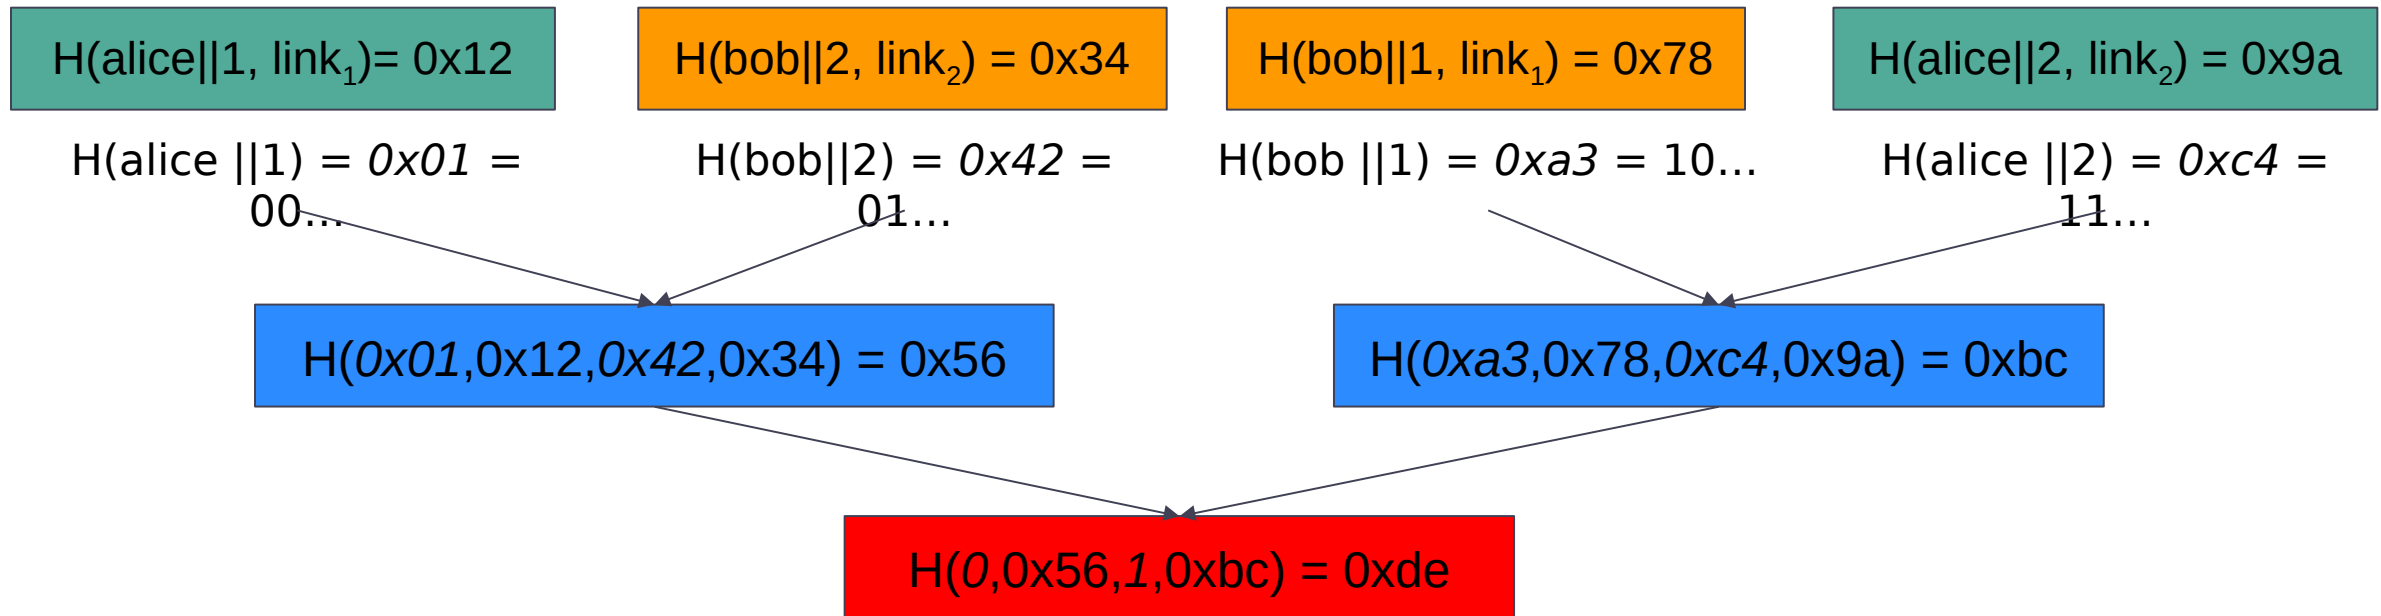 H(alice||1, link₁)= 0x12
H(bob||2, link₂) = 0x34
H(bob||1, link₁) = 0x78
H(alice||2, link₂) = 0x9a
H(alice ||1) = 0x01 =
00...
H(bob||2) = 0x42 =
01...
H(bob ||1) = 0xa3 = 10...
H(alice ||2) = 0xc4 =
11...
H(0x01,0x12,0x42,0x34) = 0x56
H(0xa3,0x78,0xc4,0x9a) = 0xbc
H(0,0x56,1,0xbc) = 0xde